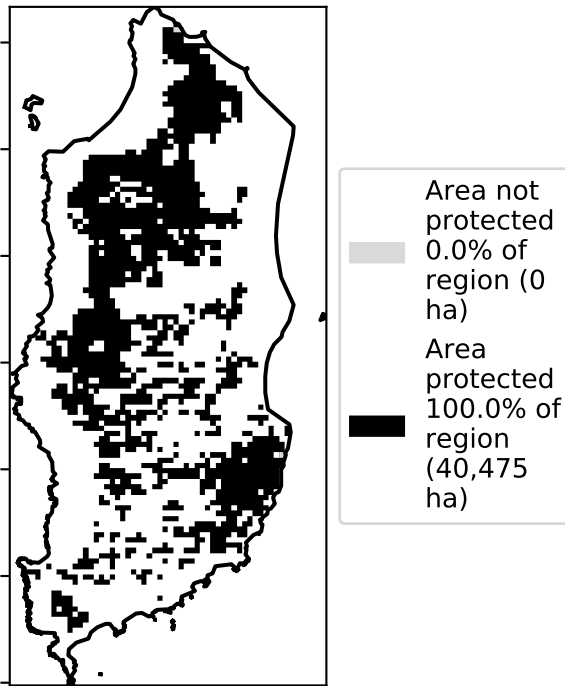 Area not
protected
0.0% of
region (0
ha)
Area
protected
100.0% of
region
(40,475
ha)